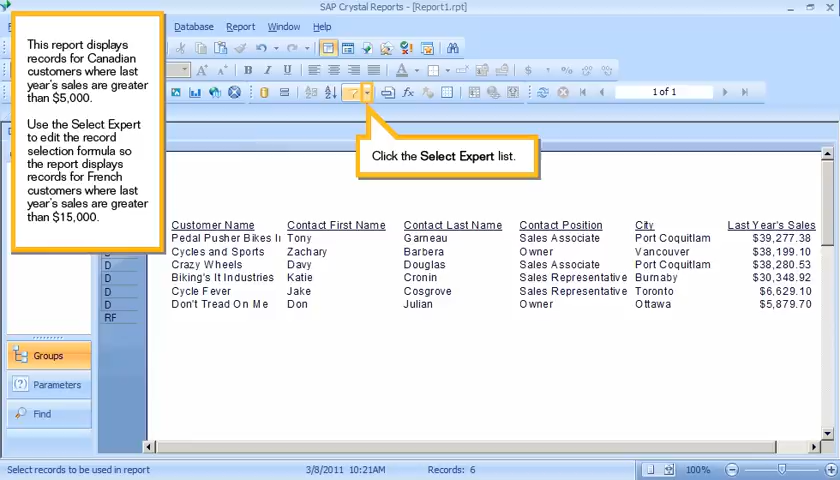 SAP Crystal Reports - [Report1.rpt]
Database Report Window Help
This report displays
records for Canadian
customers where last
year's sales are greater
than $5,000.
Use the Select Expert
to edit the record
selection formula so
the report displays
records for French
customers where last
year's sales are greater
than $15,000.
1 of 1
Click the Select Expert list.
Customer Name Contact First Name Contact Last Name Contact Position City Last Year's Sales
Pedal Pusher Bikes Tony Garneau Sales Associate Port Coquitlam $39,277.38
Cycles and Sports Zachary Barbera Owner Vancouver $38,199.10
D Crazy Wheels Davy Douglas Sales Associate Port Coquitlam $38,280.53
D Biking's It Industries Katie Cronin Sales Representative Burnaby $30,348.92
D Cycle Fever Jake Cosgrove Sales Representative Toronto $6,629.10
D Don't Tread On Me Don Julian Owner Ottawa $5,879.70
RF
Groups
Parameters
Find
Select records to be used in report 3/8/2011 10:21AM Records: 6 100%